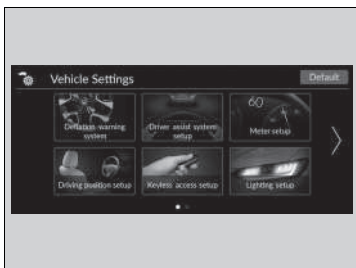 Vehicle Settings
Default
Deflation warning
system
Driver assist system
setup
60
Meter setup
Driving position setup
Keyless access setup
Lighting setup